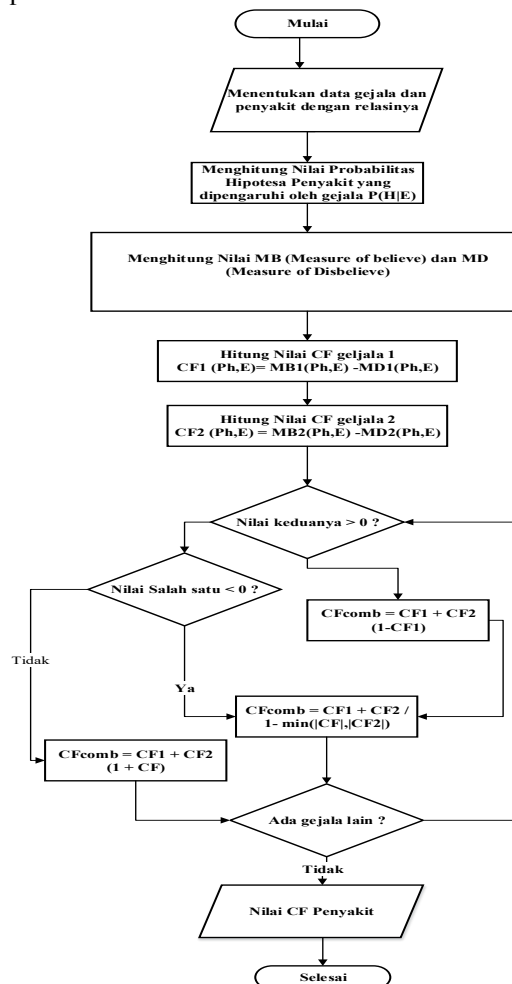 Mulai
Menentukan data gejala dan
penyakit dengan relasinya
Menghitung Nilai Probabilitas
Hipotesa Penyakit yang
dipengaruhi oleh gejala P(H|E)
Menghitung Nilai MB (Measure of believe) dan MD
(Measure of Disbelieve)
Hitung Nilai CF geljala 1
CF1 (Ph,E)= MB1(Ph,E) -MD1(Ph,E)
Hitung Nilai CF geljala 2
CF2 (Ph,E) = MB2(Ph,E) -MD2(Ph,E)
Nilai keduanya > 0 ?
Nilai Salah satu < 0 ?
CFcomb = CF1 + CF2
(1-CF1)
Tidak
Ya
CFcomb = CF1 + CF2 /
1- min(|CF|,|CF2|)
CFcomb = CF1 + CF2
(1 + CF)
Ada gejala lain ?
Tidak
Nilai CF Penyakit
Selesai